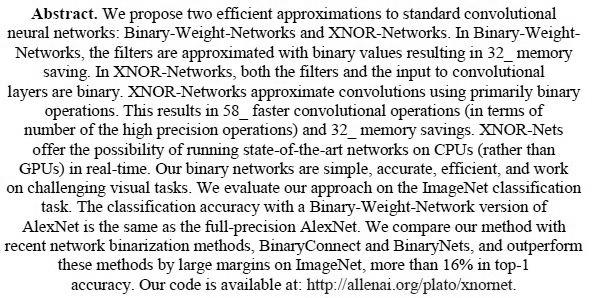 Abstract. We propose two efficient approximations to standard convolutional
neural networks: Binary-Weight-Networks and XNOR-Networks. In Binary-Weight-
Networks, the filters are approximated with binary values resulting in 32_ memory
saving. In XNOR-Networks, both the filters and the input to convolutional
layers are binary. XNOR-Networks approximate convolutions using primarily binary
operations. This results in 58_ faster convolutional operations (in terms of
number of the high precision operations) and 32_ memory savings. XNOR-Nets
offer the possibility of running state-of-the-art networks on CPUs (rather than
GPUs) in real-time. Our binary networks are simple, accurate, efficient, and work
on challenging visual tasks. We evaluate our approach on the ImageNet classification
task. The classification accuracy with a Binary-Weight-Network version of
AlexNet is the same as the full-precision AlexNet. We compare our method with
recent network binarization methods, BinaryConnect and BinaryNets, and outperform
these methods by large margins on ImageNet, more than 16% in top-1
accuracy. Our code is available at: http://allenai.org/plato/xnornet.